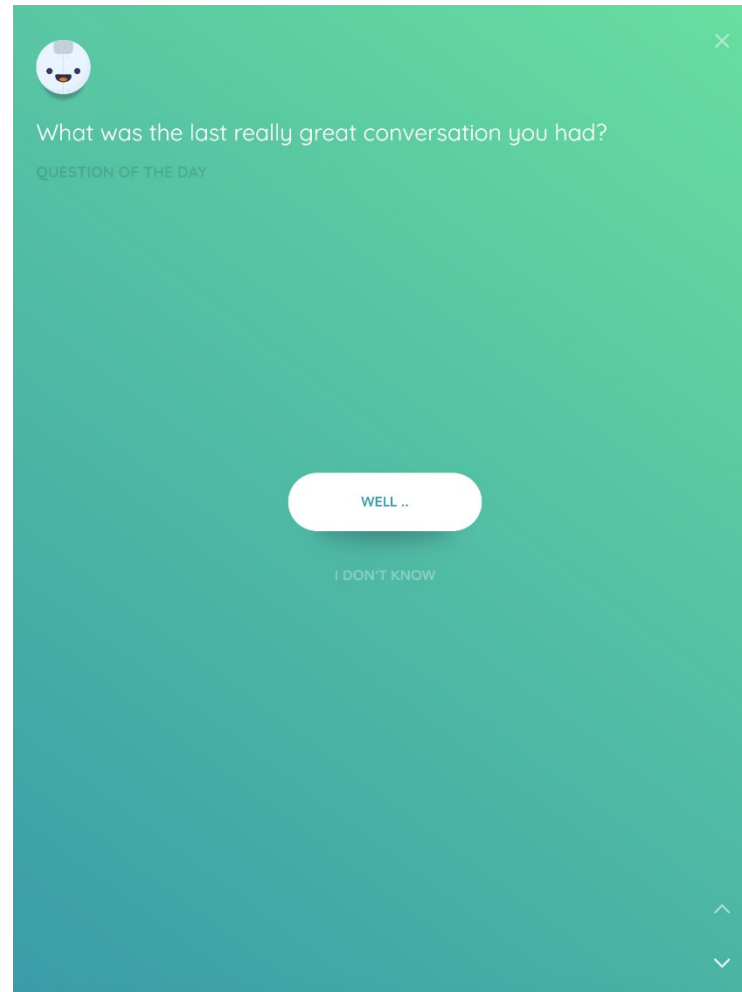 What was the last really great conversation you had?
QUESTION OF THE DAY
WELL ..
I DON'T KNOW